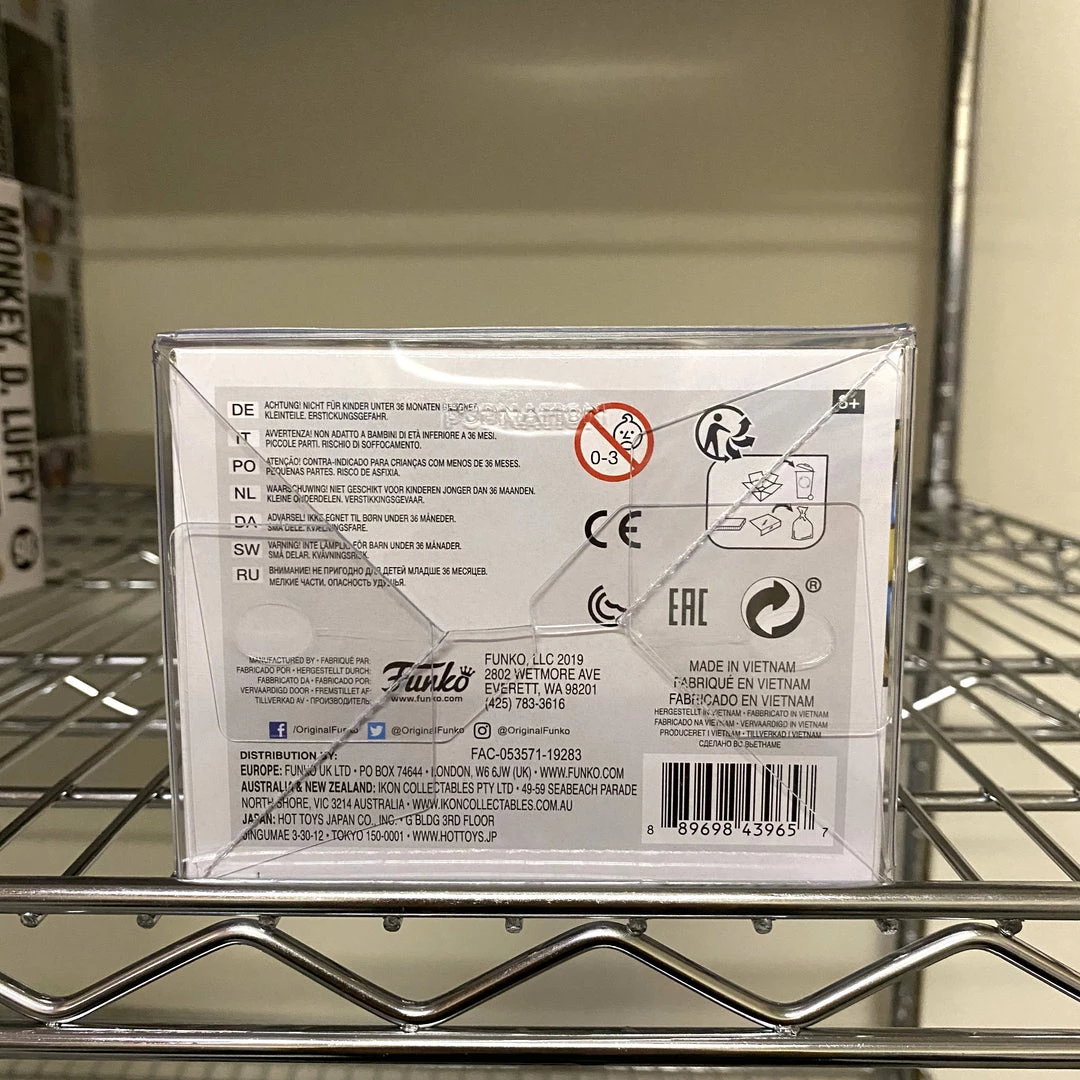 MONKEY. D. LUFFY
POPNATION
8+
DE ACHTUNG! NICHT FÜR KINDER UNTER 36 MONATEN GEEIGNET.
KLEINTEILE. ERSTICKUNGSGEFAHR.
IT AVVERTENZA! NON ADATTO A BAMBINI DI ETÀ INFERIORE A 36 MESI.
PICCOLE PARTI. RISCHIO DI SOFFOCAMENTO.
PO ATENÇÃO! CONTRA-INDICADO PARA CRIANÇAS COM MENOS DE 36 MESES.
PEQUENAS PARTES. RISCO DE ASFIXIA.
NL WAARSCHUWING! NIET GESCHIKT VOOR KINDEREN JONGER DAN 36 MAANDEN.
KLEINE ONDERDELEN. VERSTIKKINGSGEVAAR.
DA ADVARSEL! IKKE EGNET TIL BØRN UNDER 36 MÅNEDER.
SMÅ DELE. KVÆLNINGSFARE.
SW VARNING! INTE LÄMPLIG FÖR BARN UNDER 36 MÅNADER.
SMÅ DELAR. KVÄVNINGSRISK.
RU ВНИМАНИЕ! НЕ ПРИГОДНО ДЛЯ ДЕТЕЙ МЛАДШЕ 36 МЕСЯЦЕВ.
МЕЛКИЕ ЧАСТИ. ОПАСНОСТЬ УДУШЬЯ.
0-3
CE
EAC
®
MANUFACTURED BY • FABRIQUÉ PAR:
FABRICADO POR • HERGESTELLT DURCH:
FABBRICATO DA • FABRICADO POR:
VERVAARDIGD DOOR • FREMSTILLET AF:
TILLVERKAD AV • ПРОИЗВОДИТЕЛЬ:
Funko
www.funko.com
FUNKO, LLC 2019
2802 WETMORE AVE
EVERETT, WA 98201
(425) 783-3616
MADE IN VIETNAM
FABRIQUÉ EN VIETNAM
FABRICADO EN VIETNAM
HERGESTELLT IN VIETNAM • FABBRICATO IN VIETNAM
FABRICADO NA VIETNAM • VERVAARDIGD IN VIETNAM
PRODUCERET I VIETNAM • TILLVERKAD I VIETNAM
СДЕЛАНО ВО ВЬЕТНАМЕ
/OriginalFunko @OriginalFunko @OriginalFunko
DISTRIBUTION BY: FAC-053571-19283
EUROPE: FUNKO UK LTD • PO BOX 74644 • LONDON, W6 6JW (UK) • WWW.FUNKO.COM
AUSTRALIA & NEW ZEALAND: IKON COLLECTABLES PTY LTD • 49-59 SEABEACH PARADE
NORTH SHORE, VIC 3214 AUSTRALIA • WWW.IKONCOLLECTABLES.COM.AU
JAPAN: HOT TOYS JAPAN CO., INC. • G BLDG 3RD FLOOR
JINGUMAE 3-30-12 • TOKYO 150-0001 • WWW.HOTTOYS.JP
8 89698 43965 7